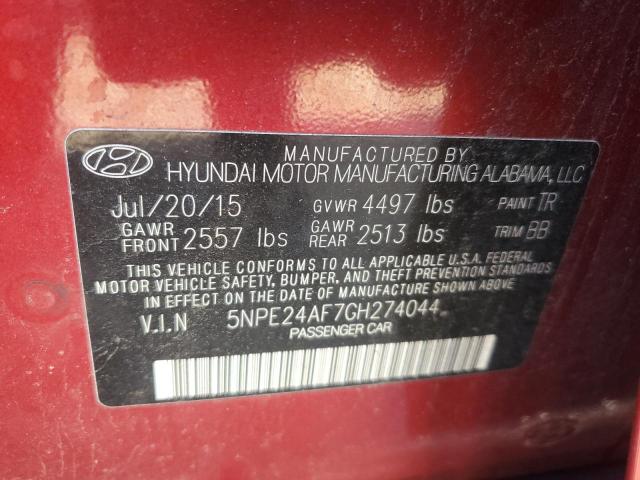 MANUFACTURED BY
HYUNDAI MOTOR MANUFACTURING ALABAMA, LLC
Jul/20/15 GVWR 4497 lbs PAINT TR
GAWR FRONT 2557 lbs GAWR REAR 2513 lbs TRIM BB
THIS VEHICLE CONFORMS TO ALL APPLICABLE U.S.A. FEDERAL
MOTOR VEHICLE SAFETY, BUMPER, AND THEFT PREVENTION STANDARDS
IN EFFECT ON THE DATE OF MANUFACTURE SHOWN ABOVE.
V.I.N 5NPE24AF7GH274044
PASSENGER CAR